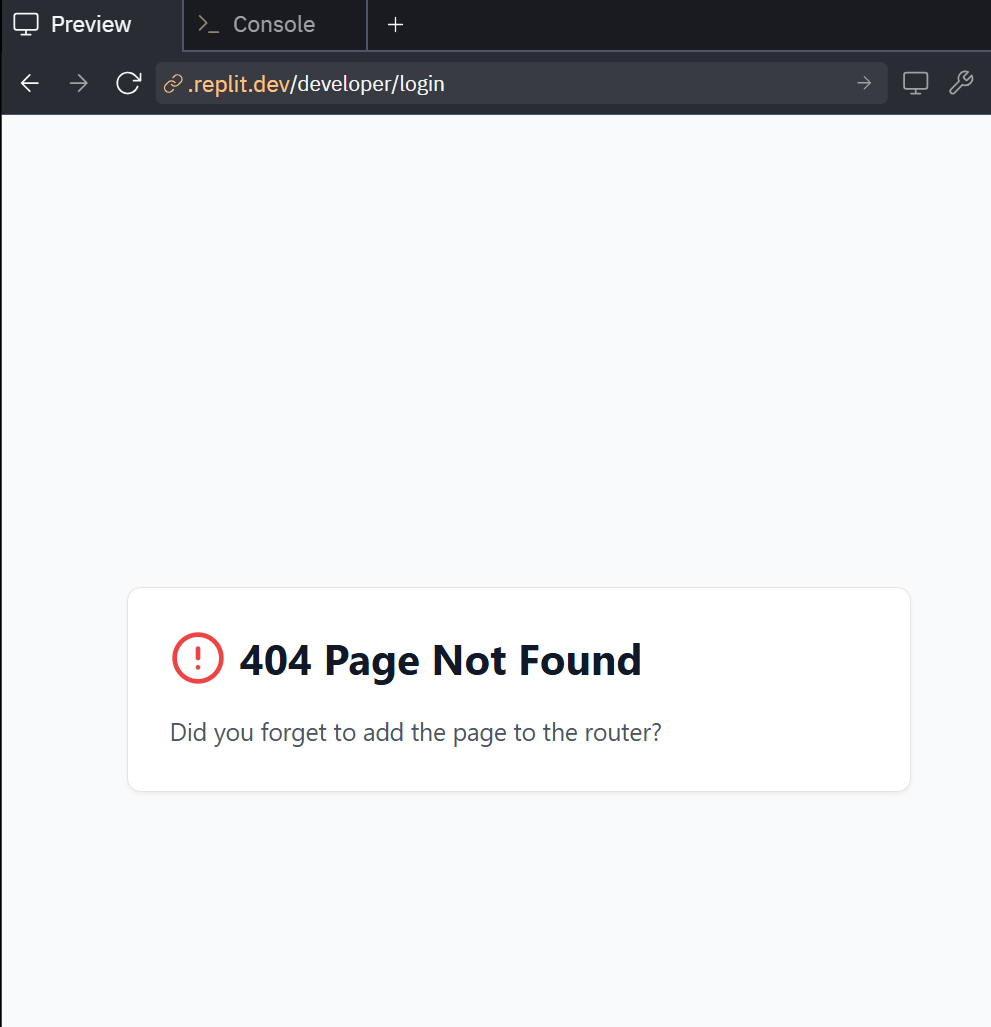 Preview
>_ Console
+
.replit.dev/developer/login
404 Page Not Found
Did you forget to add the page to the router?